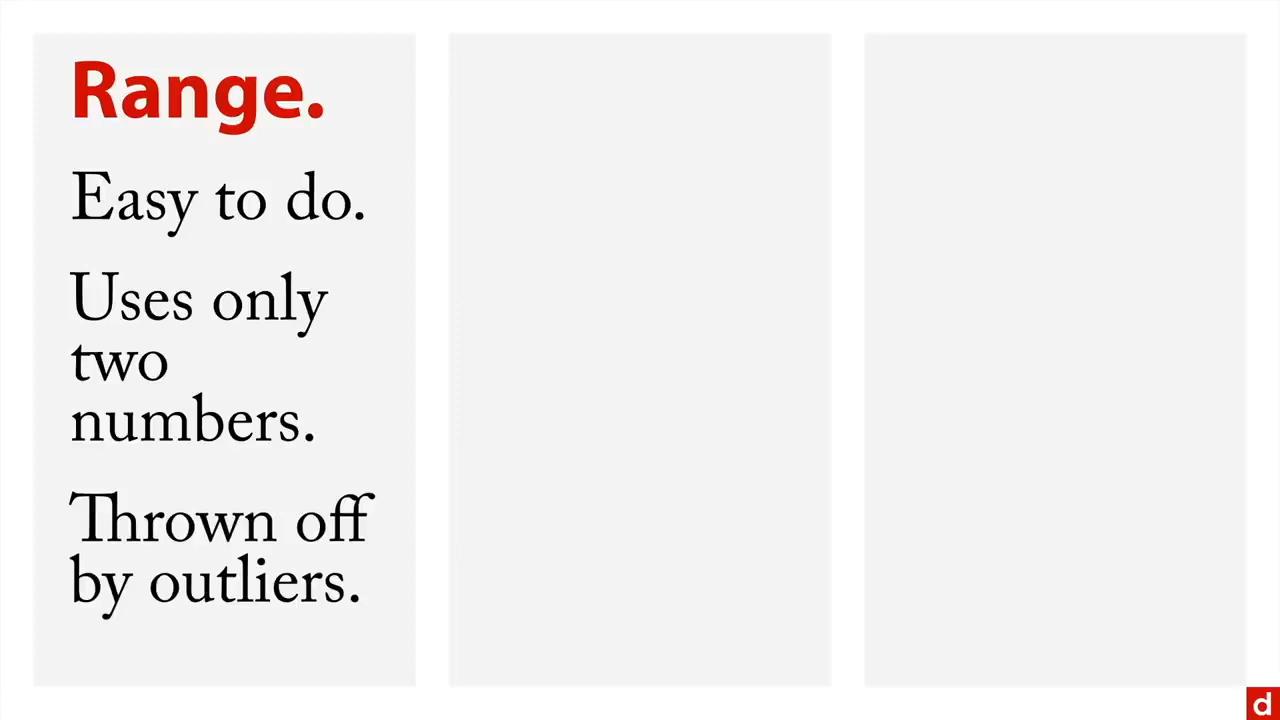 Range.
Easy to do.
Uses only
two
numbers.
Thrown off
by outliers.
d